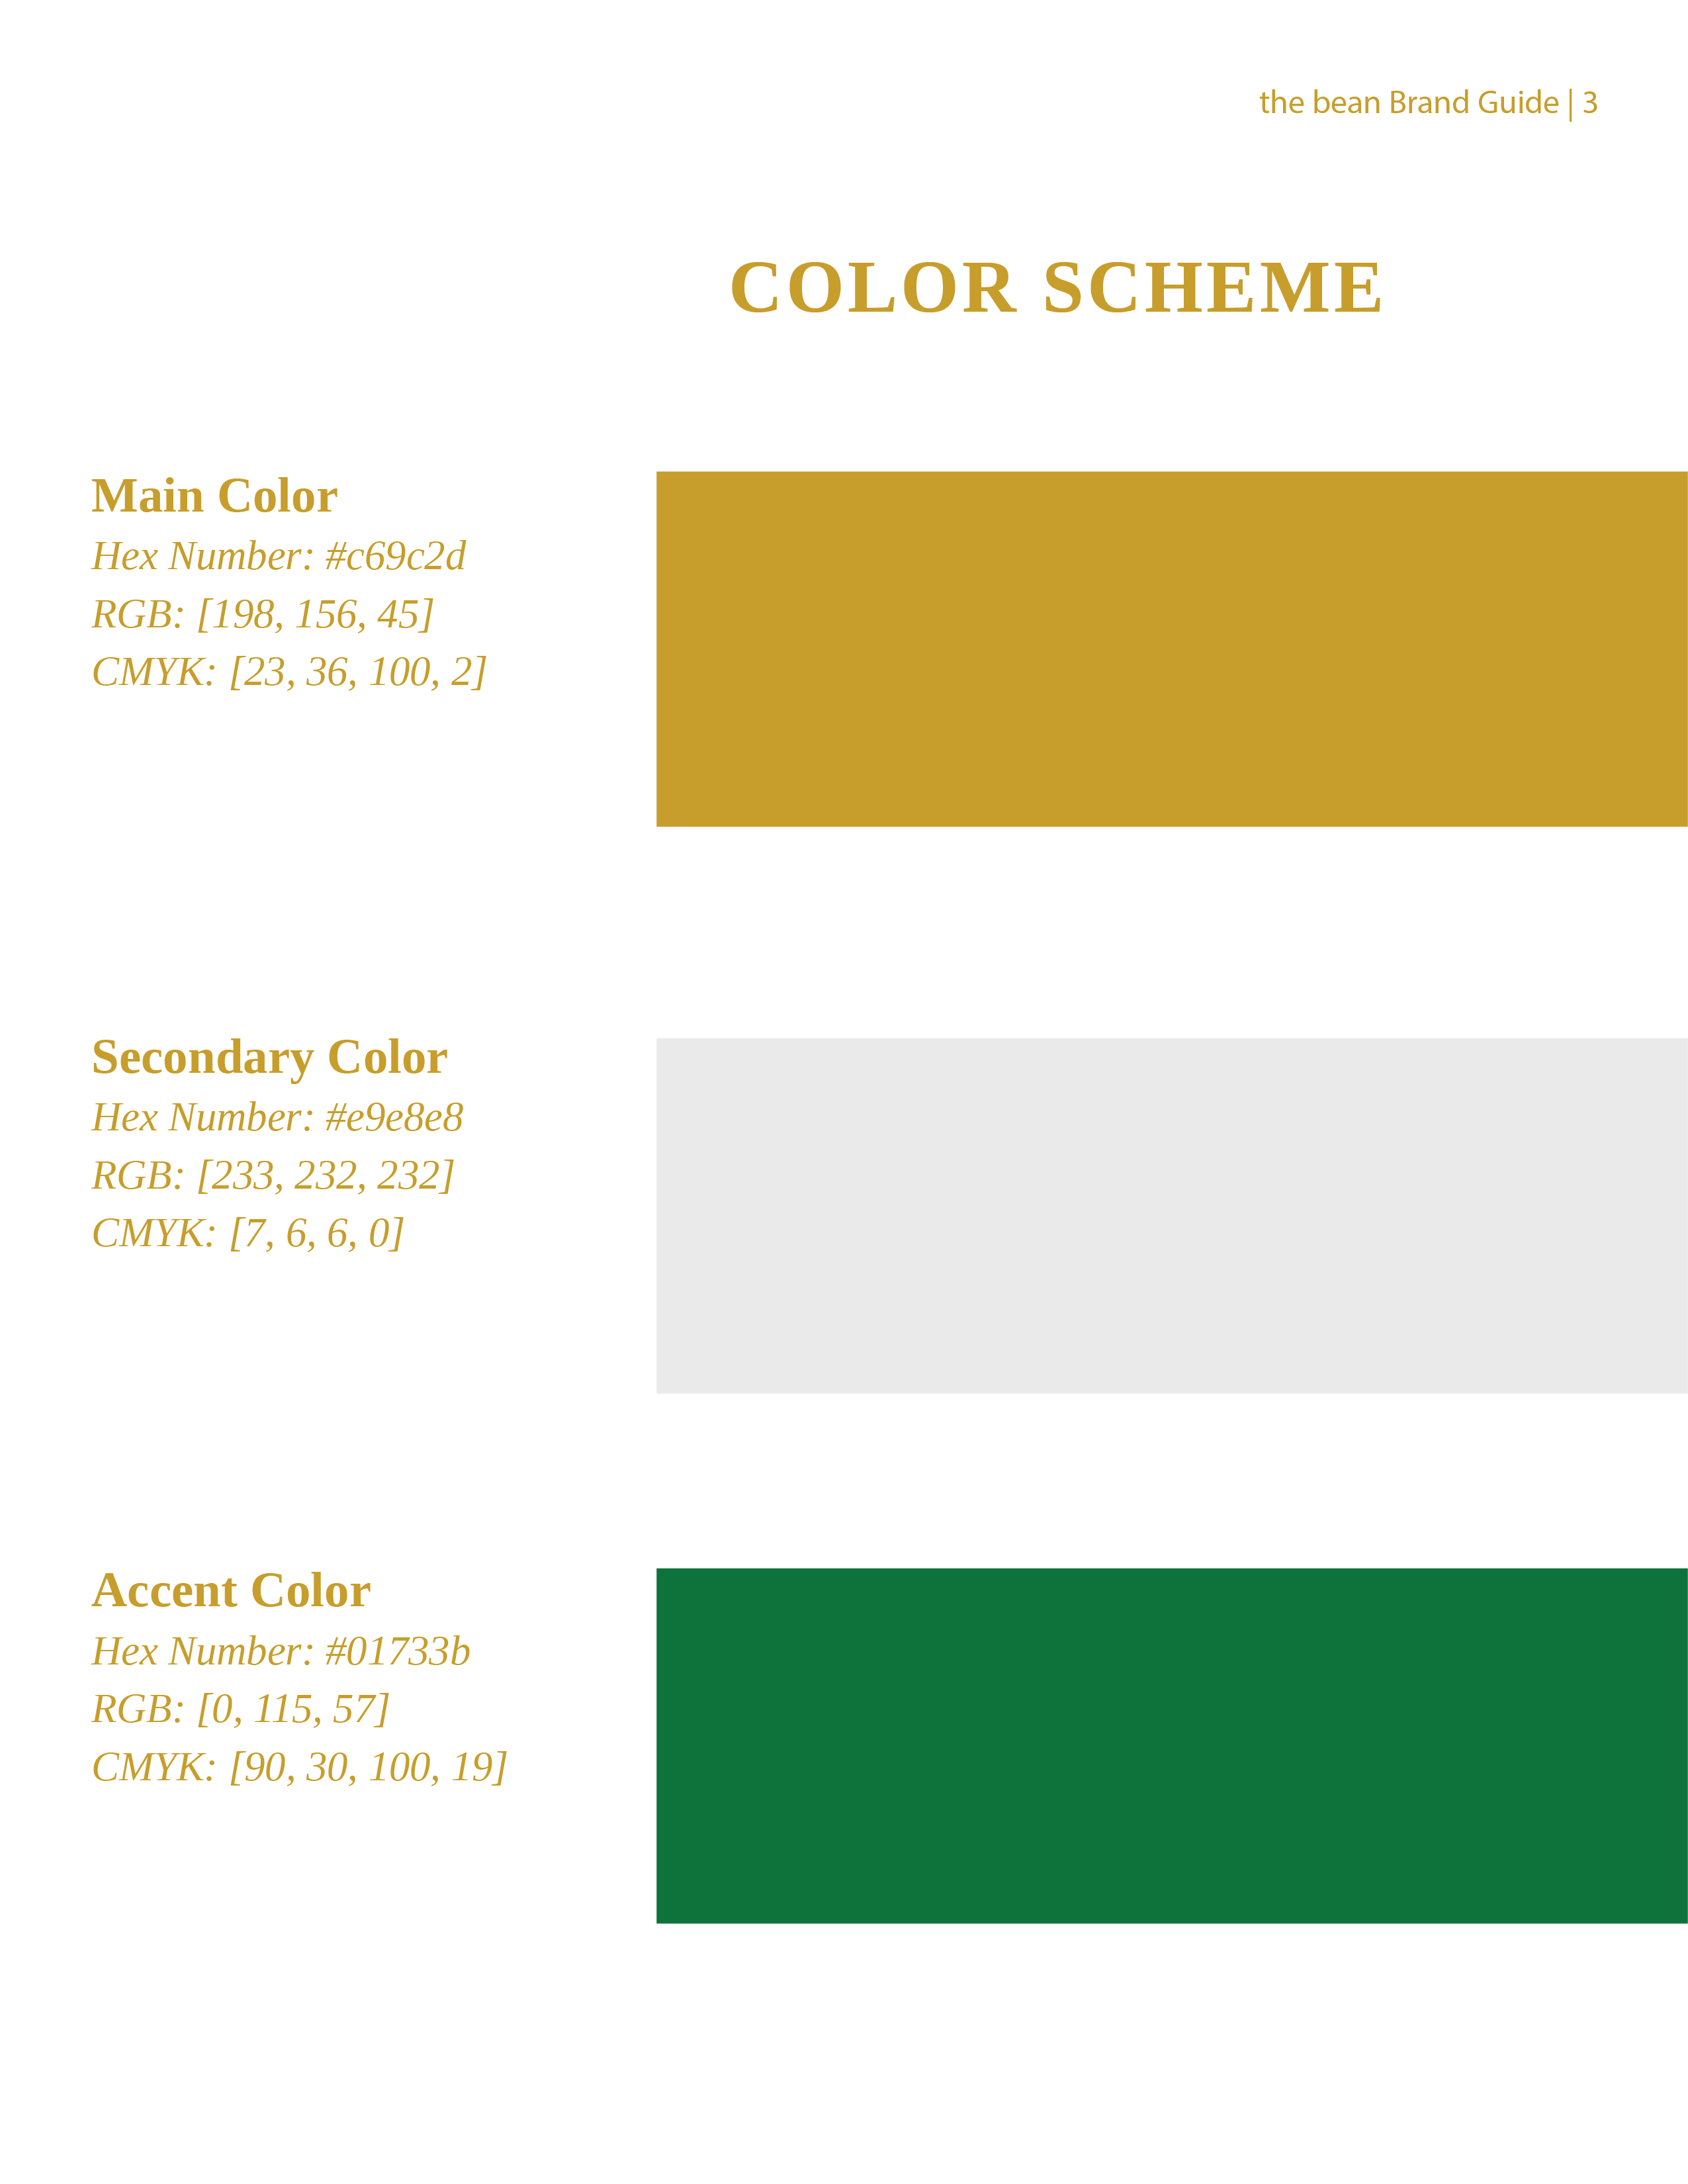 the bean Brand Guide | 3
COLOR SCHEME
Main Color
Hex Number: #c69c2d
RGB: [198, 156, 45]
CMYK: [23, 36, 100, 2]
Secondary Color
Hex Number: #e9e8e8
RGB: [233, 232, 232]
CMYK: [7, 6, 6, 0]
Accent Color
Hex Number: #01733b
RGB: [0, 115, 57]
CMYK: [90, 30, 100, 19]